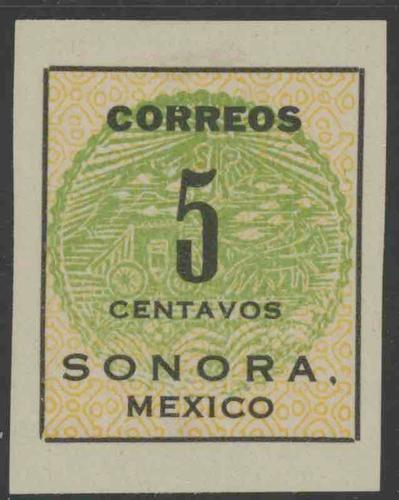 CORREOS
5
CENTAVOS
SONORA,
MEXICO